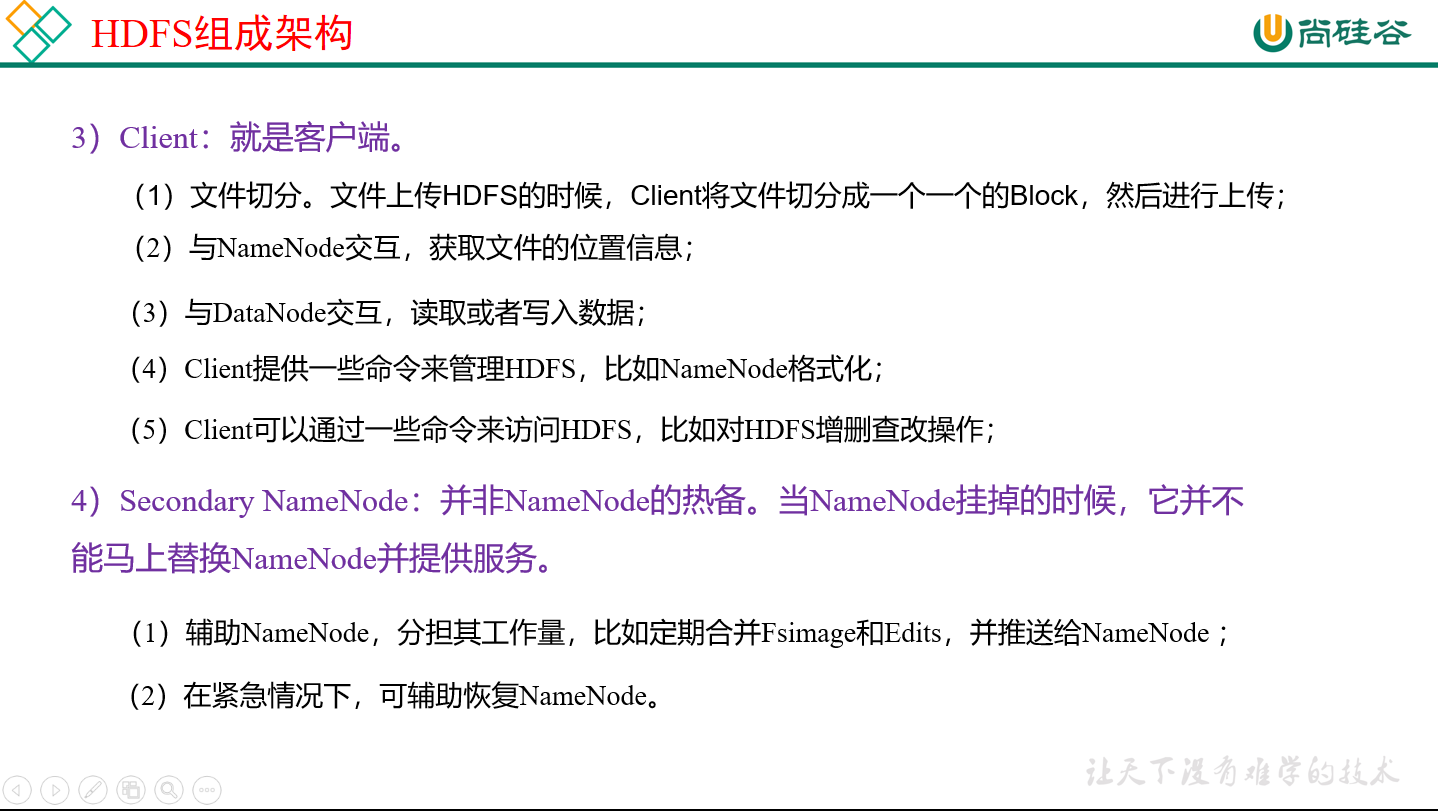 HDFS组成架构
尚硅谷
3）Client：就是客户端。
（1）文件切分。文件上传HDFS的时候，Client将文件切分成一个一个的Block，然后进行上传；
（2）与NameNode交互，获取文件的位置信息；
（3）与DataNode交互，读取或者写入数据；
（4）Client提供一些命令来管理HDFS，比如NameNode格式化；
（5）Client可以通过一些命令来访问HDFS，比如对HDFS增删查改操作；
4）Secondary NameNode：并非NameNode的热备。当NameNode挂掉的时候，它并不
能马上替换NameNode并提供服务。
（1）辅助NameNode，分担其工作量，比如定期合并Fsimage和Edits，并推送给NameNode ；
（2）在紧急情况下，可辅助恢复NameNode。
让天下没有难学的技术